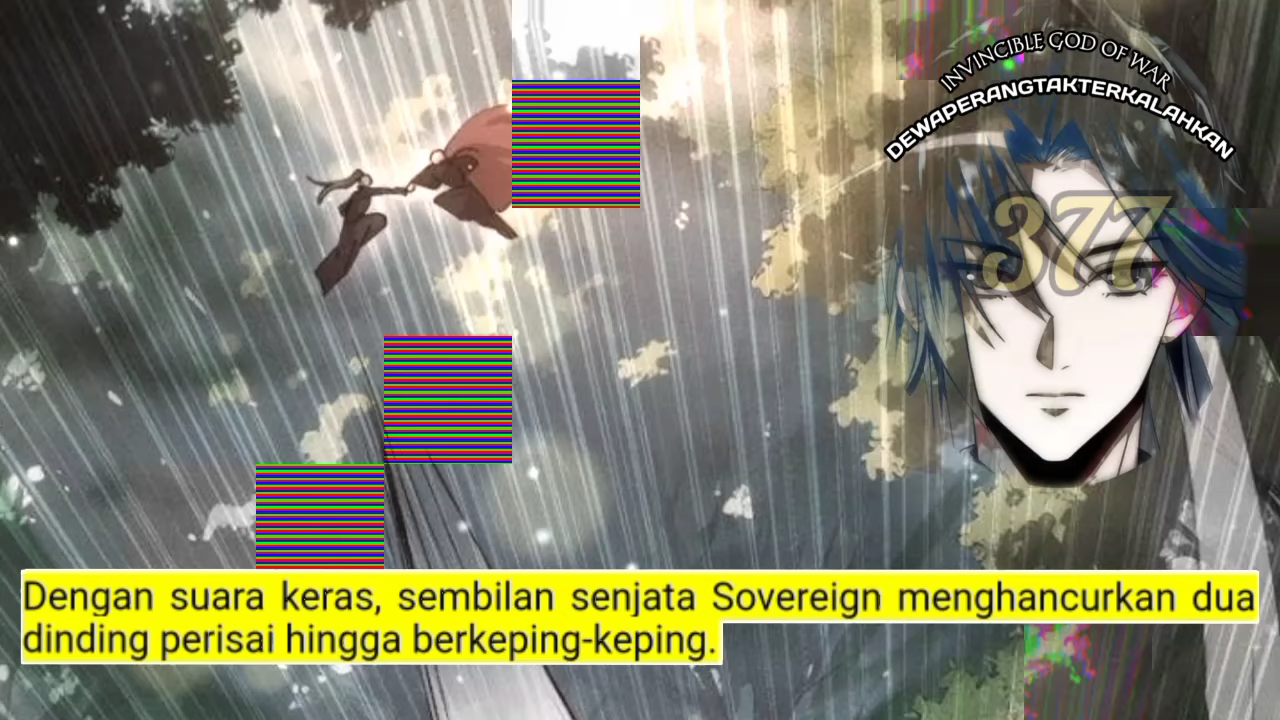 INVINCIBLE GOD OF WAR
DEWAPERANGTAKTERKALAHKAN
377
Dengan suara keras, sembilan senjata Sovereign menghancurkan dua
dinding perisai hingga berkeping-keping.